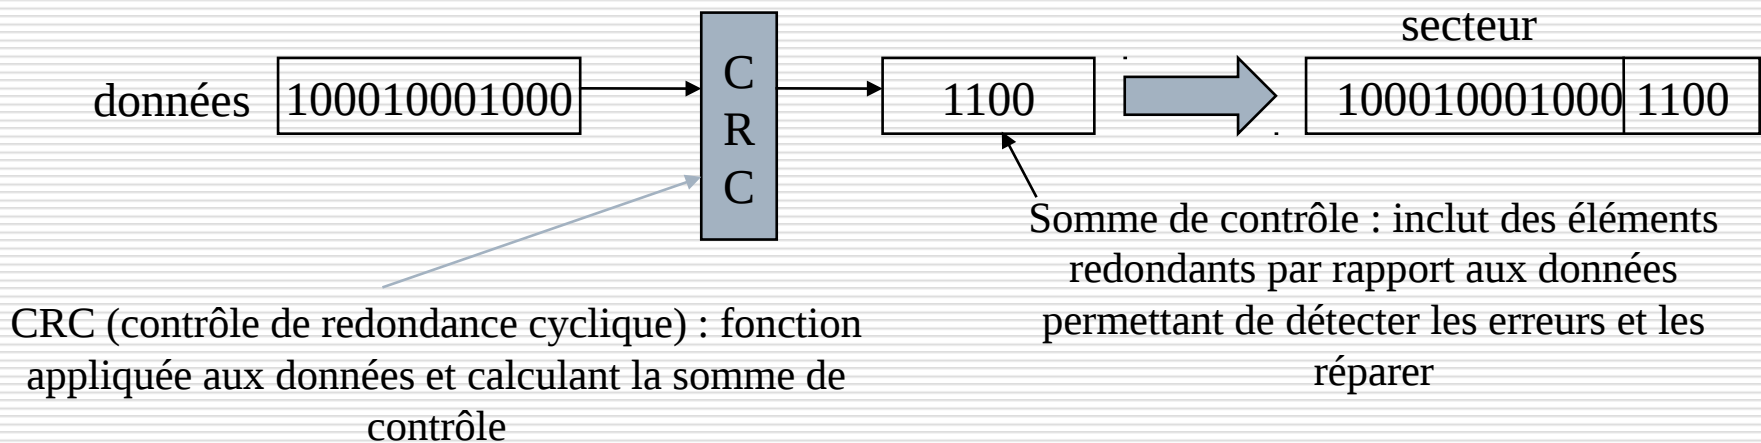 secteur
données
100010001000
C
R
C
1100
100010001000
1100
Somme de contrôle : inclut des éléments
redondants par rapport aux données
permettant de détecter les erreurs et les
réparer
CRC (contrôle de redondance cyclique) : fonction
appliquée aux données et calculant la somme de
contrôle